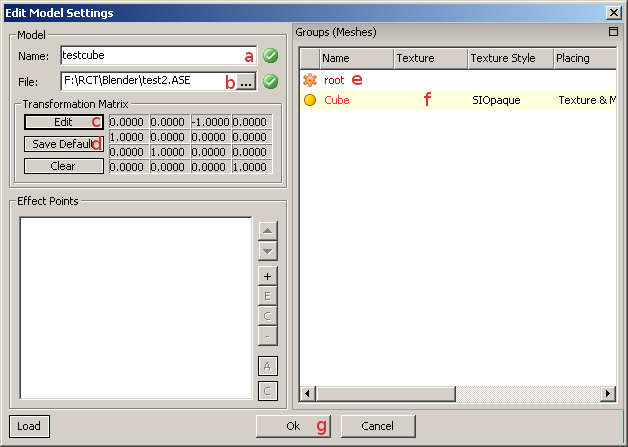 Edit Model Settings
Model
Name: testcube a
File: F:\RCT\Blender\test2.ASE b ...
Transformation Matrix
Edit c 0.0000 0.0000 -1.0000 0.0000
Save Default d 1.0000 0.0000 0.0000 0.0000
0.0000 1.0000 0.0000 0.0000
Clear 0.0000 0.0000 0.0000 1.0000
Effect Points
+
E
C
-
A
C
Load
Groups (Meshes)
Name Texture Texture Style Placing
root e
Cube f SIOpaque Texture & M
Ok g Cancel